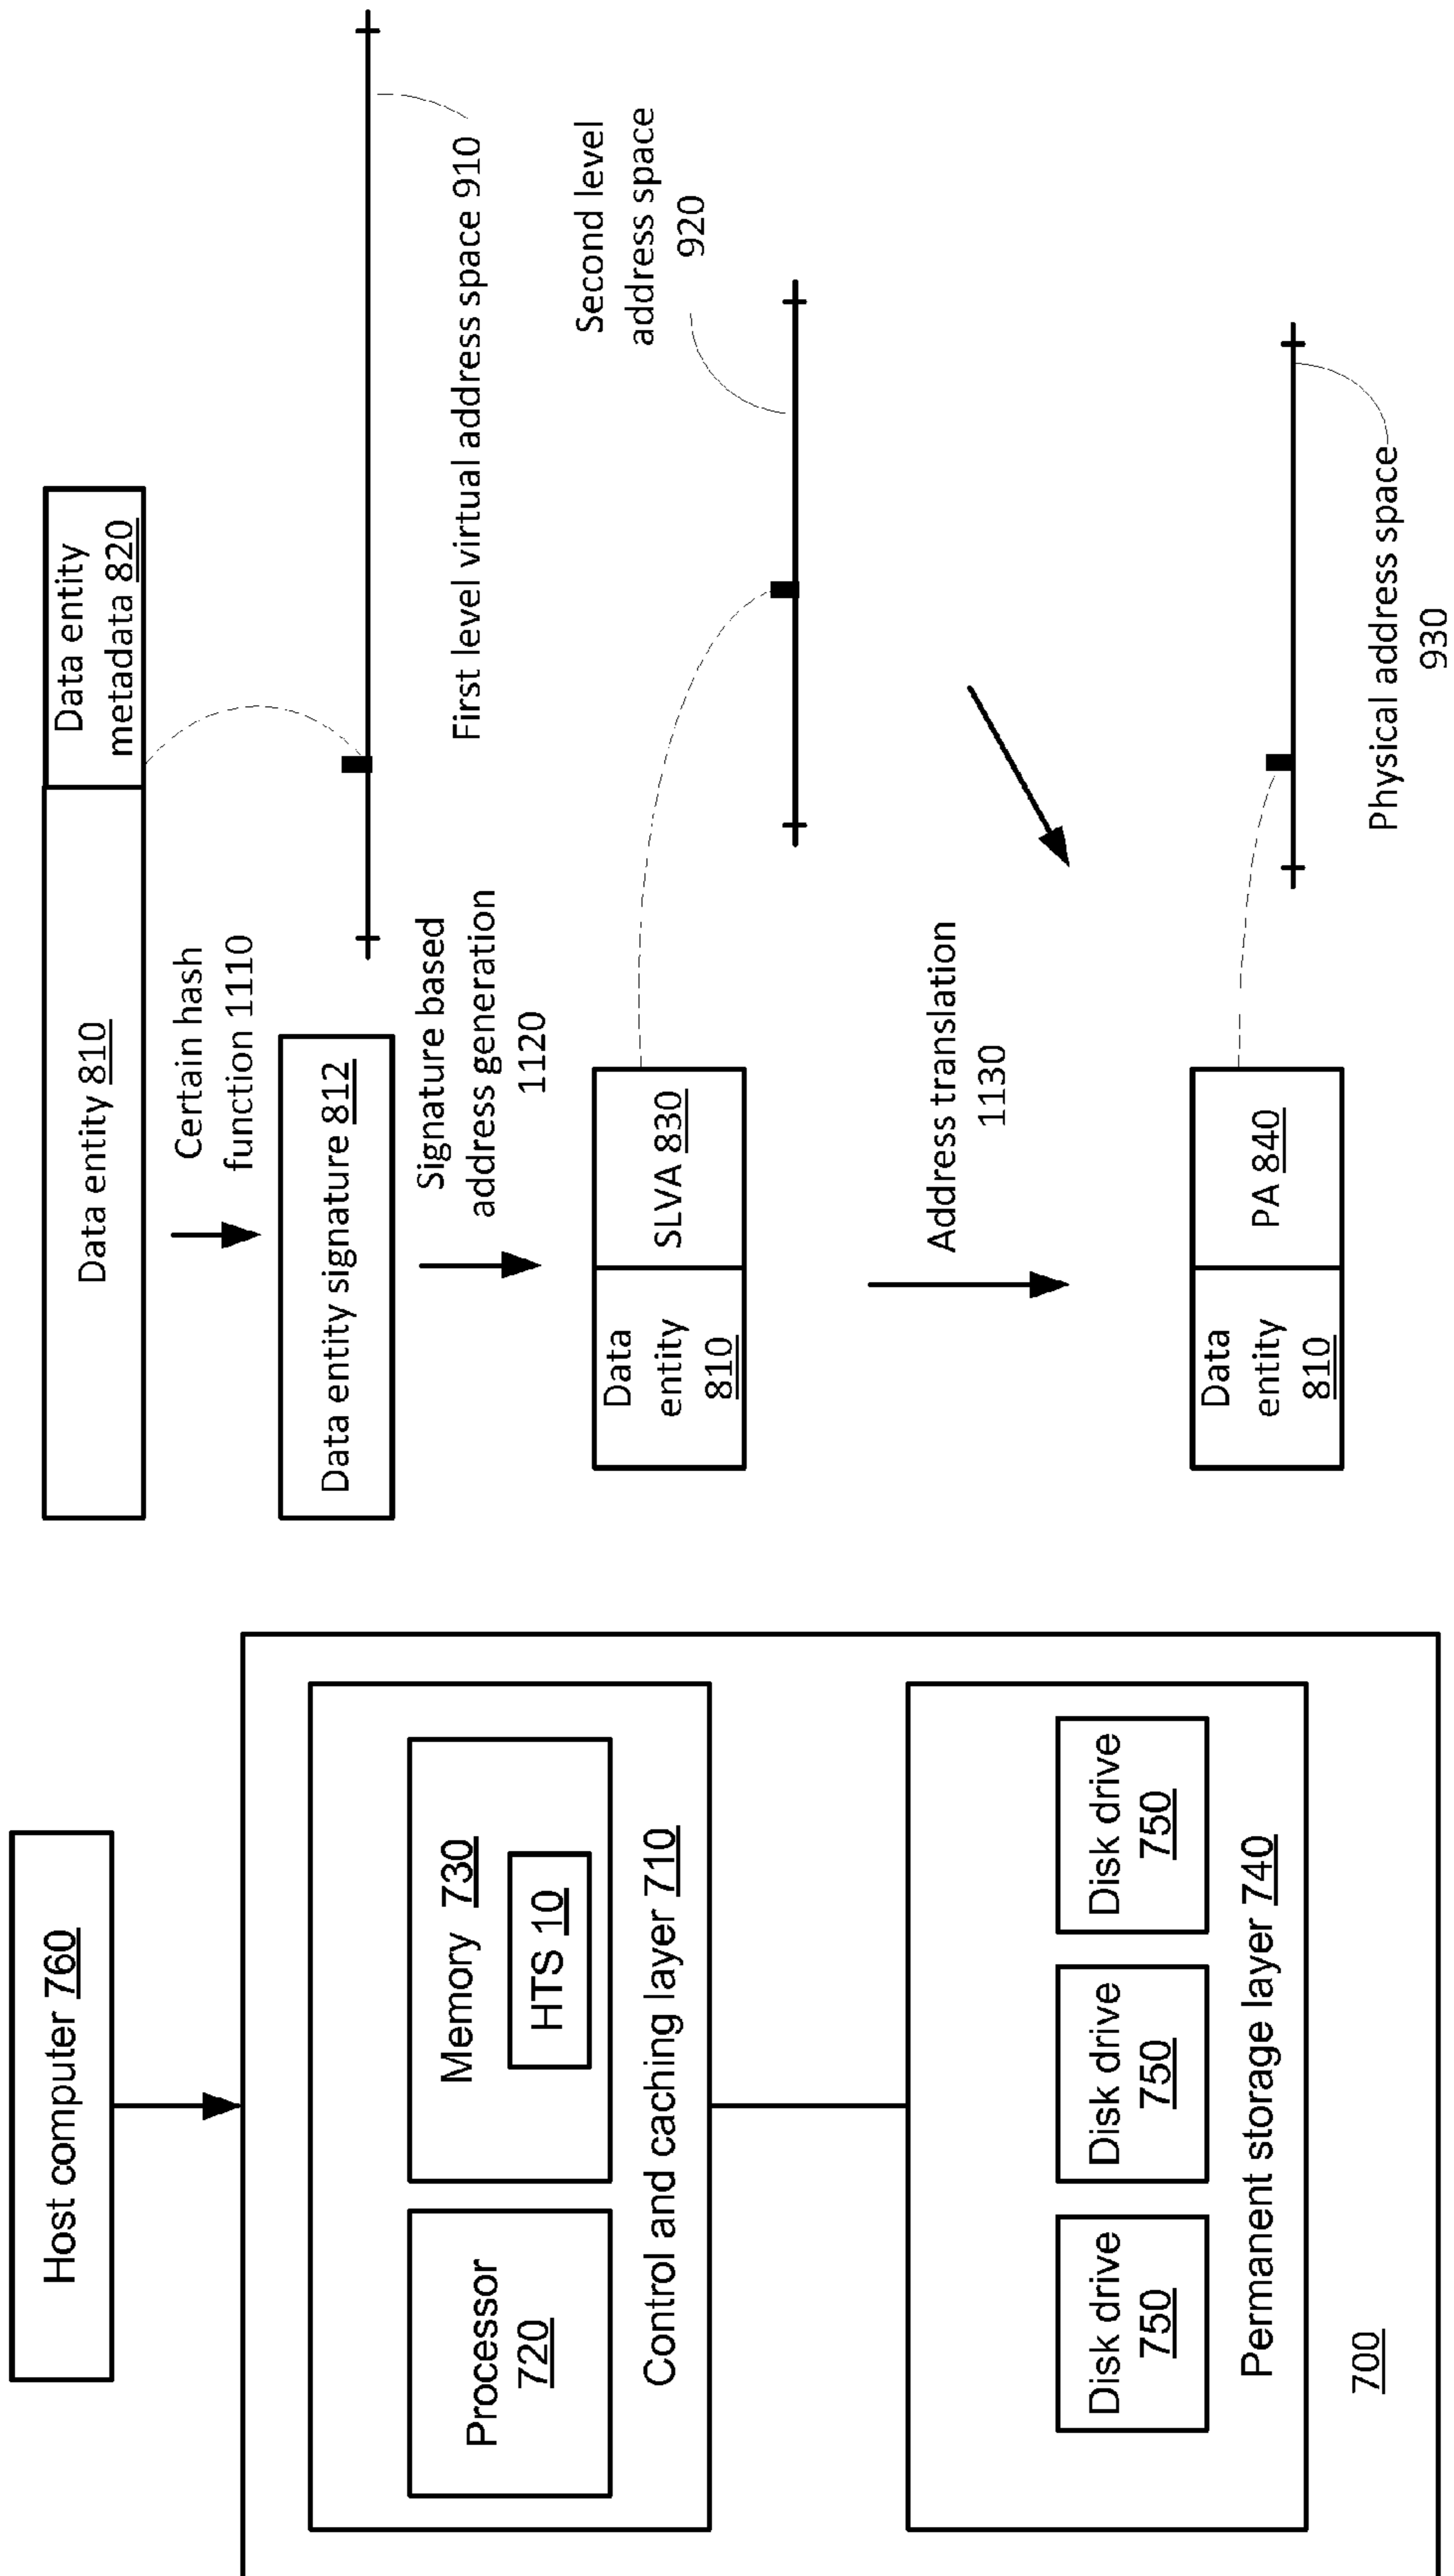 Host computer 760
Processor
720
Memory 730
HTS 10
Control and caching layer 710
Disk drive
750
Disk drive
750
Disk drive
750
Permanent storage layer 740
700
Data entity 810
Data entity
metadata 820
Certain hash
function 1110
Data entity signature 812
First level virtual address space 910
Signature based
address generation
1120
Second level
address space
920
Data
entity
810
SLVA 830
Address translation
1130
Data
entity
810
PA 840
Physical address space
930